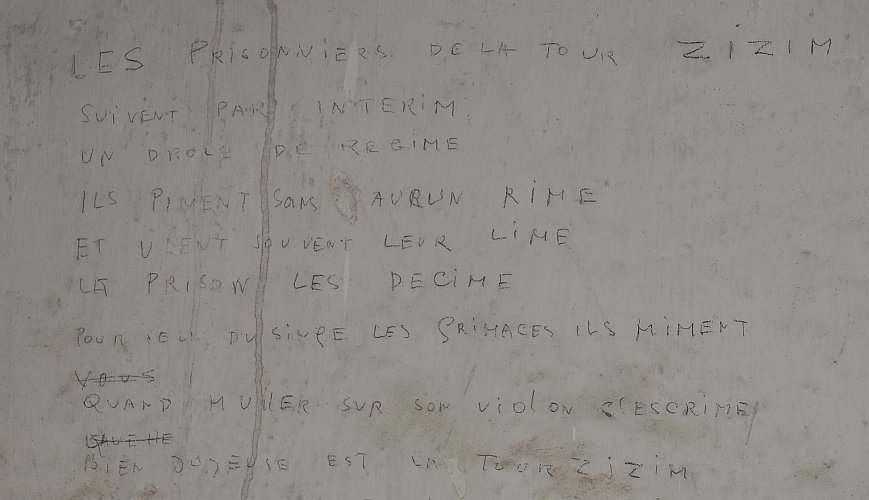 LES PRISONNIERS DE LA TOUR ZIZIM
SUIVENT PAR INTERIM
UN DROLE DE REGIME
ILS PIMENT SANS AUCUN RIME
ET VIENT SOUVENT LEUR LIME
LA PRISON LES DECIME
POUR CELA DU SINGE LES GRIMACES ILS MIMENT
VOUS
QUAND MULLER SUR SON VIOLON S'ESCRIME
BIEN JOYEUSE EST LA TOUR ZIZIM